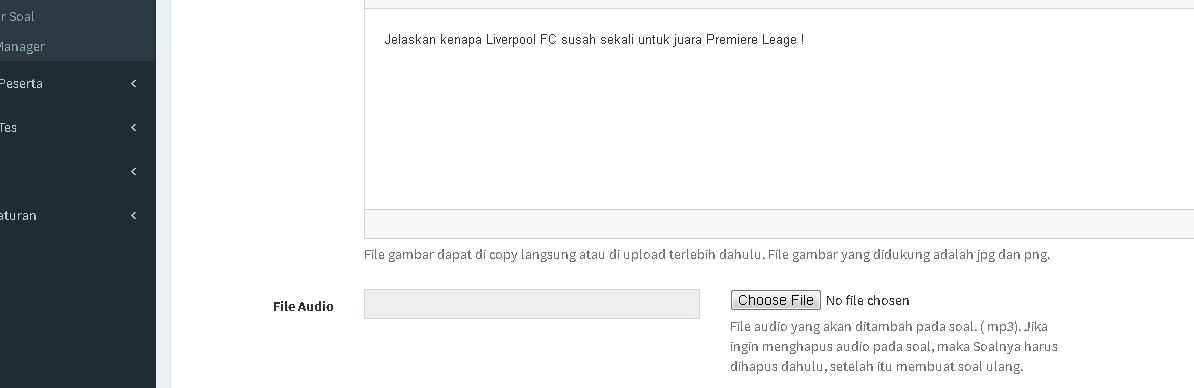 r Soal
Manager
Peserta
Tes
aturan
Jelaskan kenapa Liverpool FC susah sekali untuk juara Premiere Leage !
File gambar dapat di copy langsung atau di upload terlebih dahulu. File gambar yang didukung adalah jpg dan png.
File Audio
Choose File No file chosen
File audio yang akan ditambah pada soal. ( mp3). Jika
ingin menghapus audio pada soal, maka Soalnya harus
dihapus dahulu, setelah itu membuat soal ulang.